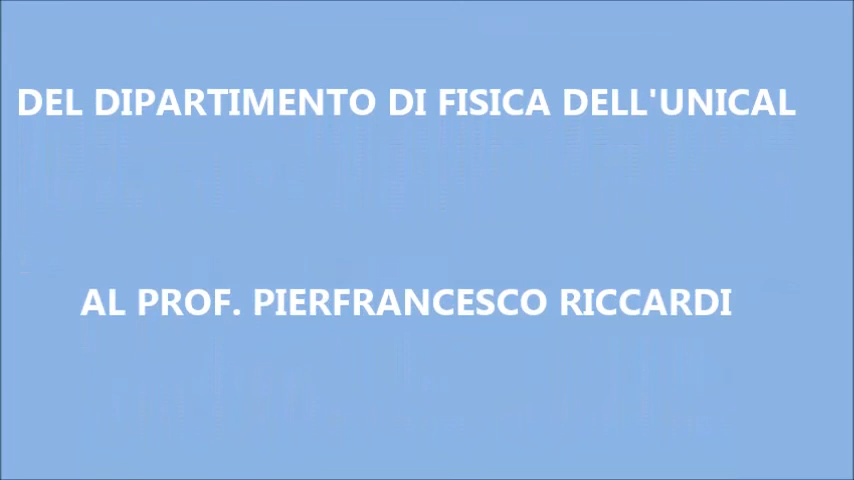 DEL DIPARTIMENTO DI FISICA DELL'UNICAL
AL PROF. PIERFRANCESCO RICCARDI